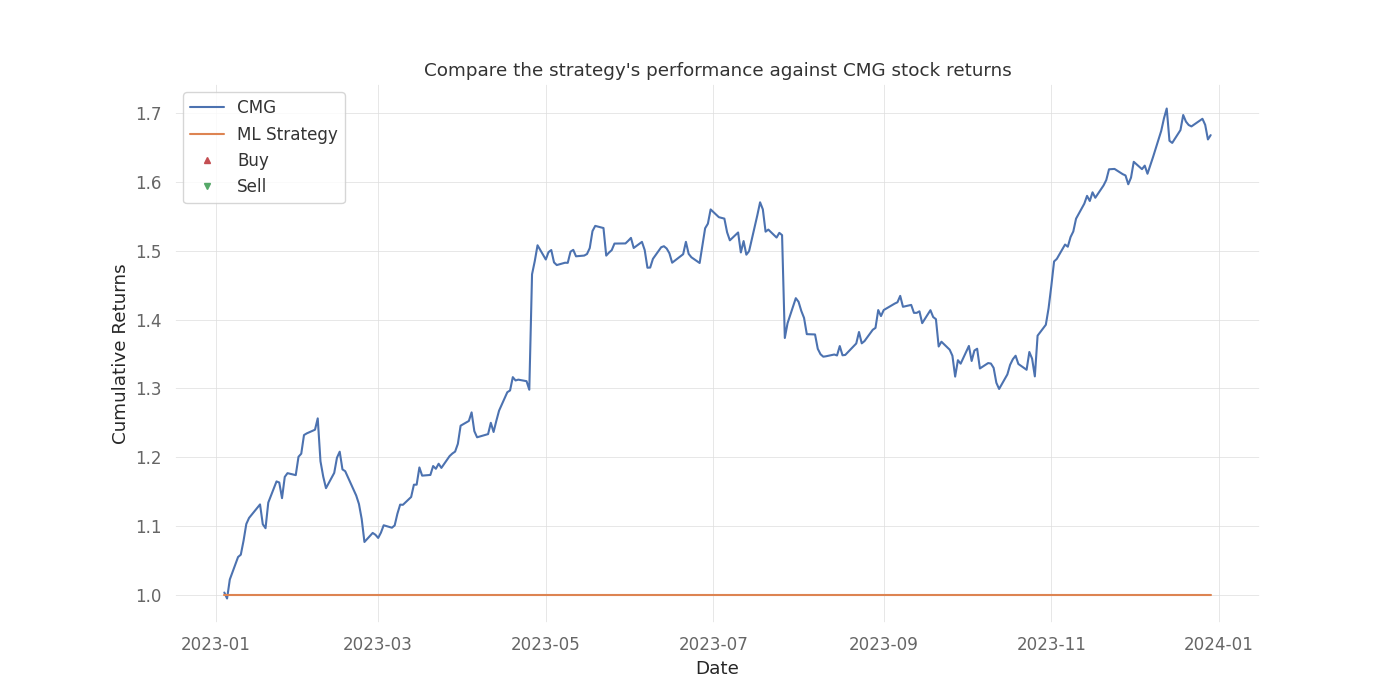 Compare the strategy's performance against CMG stock returns
CMG
ML Strategy
Buy
Sell
Cumulative Returns
1.7
1.6
1.5
1.4
1.3
1.2
1.1
1.0
2023-01
2023-03
2023-05
2023-07
2023-09
2023-11
2024-01
Date